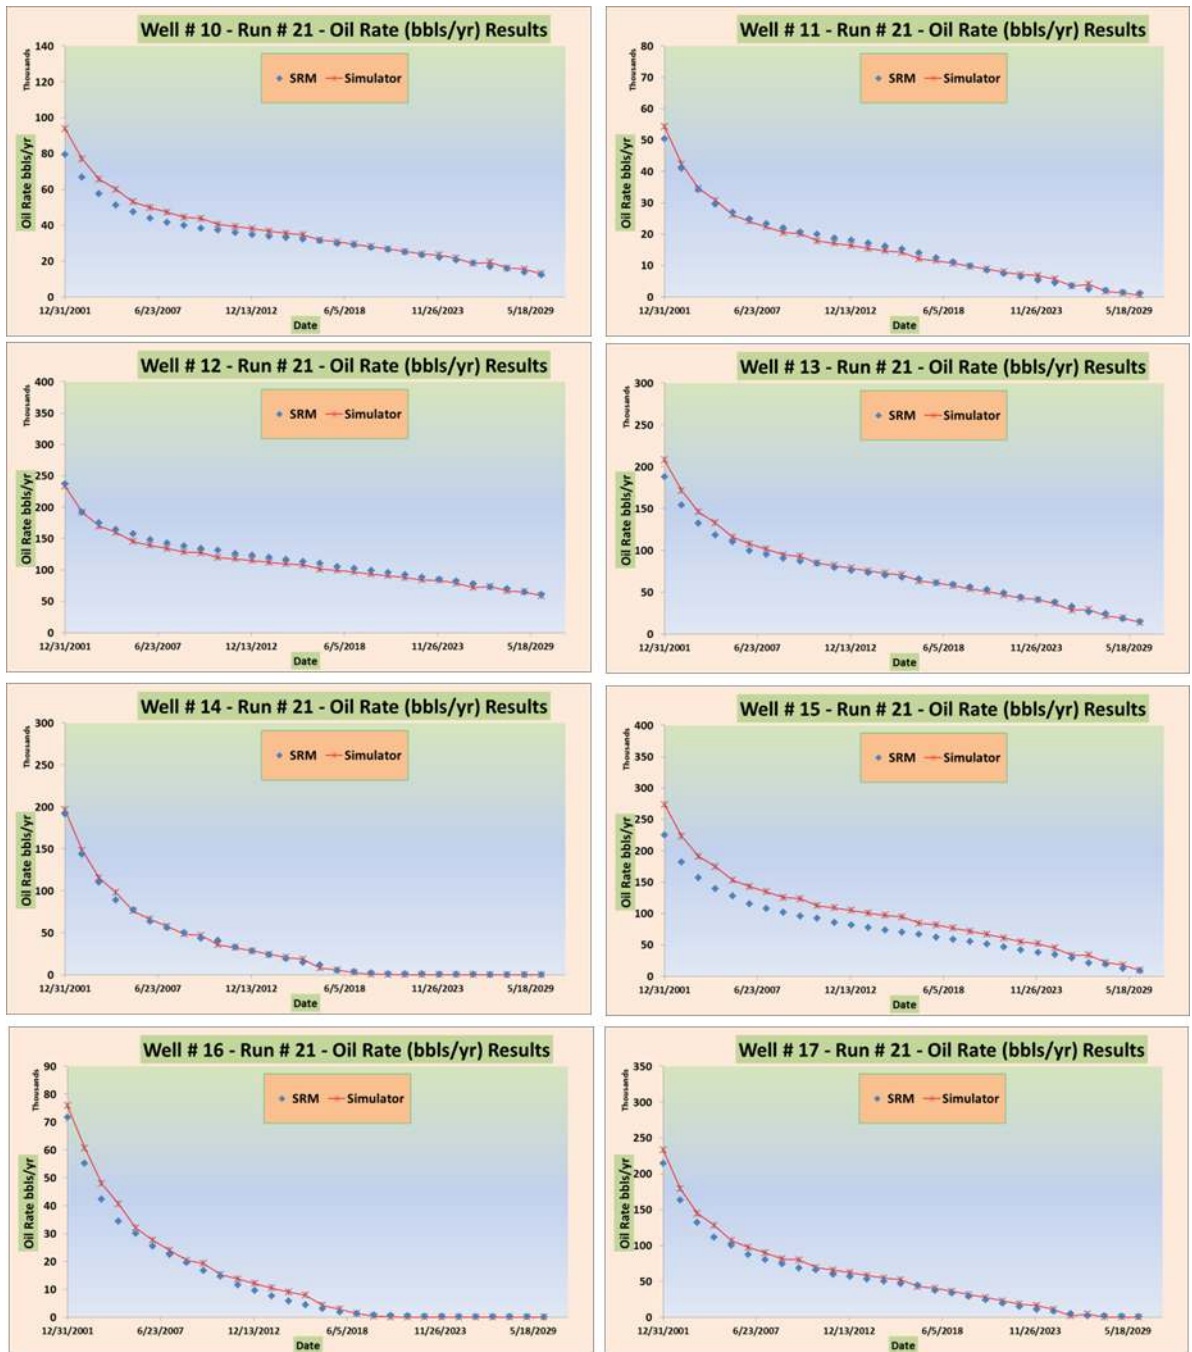 Well # 10 - Run # 21 - Oil Rate (bbls/yr) Results
Thousands
Oil Rate bbls/yr
140
120
100
80
60
40
20
0
SRM Simulator
12/31/2001 6/23/2007 12/13/2012 6/5/2018 11/26/2023 5/18/2029
Date
Well # 11 - Run # 21 - Oil Rate (bbls/yr) Results
Thousands
Oil Rate bbls/yr
80
70
60
50
40
30
20
10
0
SRM Simulator
12/31/2001 6/23/2007 12/13/2012 6/5/2018 11/26/2023 5/18/2029
Date
Well # 12 - Run # 21 - Oil Rate (bbls/yr) Results
Thousands
Oil Rate bbls/yr
400
350
300
250
200
150
100
50
0
SRM Simulator
12/31/2001 6/23/2007 12/13/2012 6/5/2018 11/26/2023 5/18/2029
Date
Well # 13 - Run # 21 - Oil Rate (bbls/yr) Results
Thousands
Oil Rate bbls/yr
300
250
200
150
100
50
0
SRM Simulator
12/31/2001 6/23/2007 12/13/2012 6/5/2018 11/26/2023 5/18/2029
Date
Well # 14 - Run # 21 - Oil Rate (bbls/yr) Results
Thousands
Oil Rate bbls/yr
300
250
200
150
100
50
0
SRM Simulator
12/31/2001 6/23/2007 12/13/2012 6/5/2018 11/26/2023 5/18/2029
Date
Well # 15 - Run # 21 - Oil Rate (bbls/yr) Results
Thousands
Oil Rate bbls/yr
400
350
300
250
200
150
100
50
0
SRM Simulator
12/31/2001 6/23/2007 12/13/2012 6/5/2018 11/26/2023 5/18/2029
Date
Well # 16 - Run # 21 - Oil Rate (bbls/yr) Results
Thousands
Oil Rate bbls/yr
90
80
70
60
50
40
30
20
10
0
SRM Simulator
12/31/2001 6/23/2007 12/13/2012 6/5/2018 11/26/2023 5/18/2029
Date
Well # 17 - Run # 21 - Oil Rate (bbls/yr) Results
Thousands
Oil Rate bbls/yr
350
300
250
200
150
100
50
0
SRM Simulator
12/31/2001 6/23/2007 12/13/2012 6/5/2018 11/26/2023 5/18/2029
Date